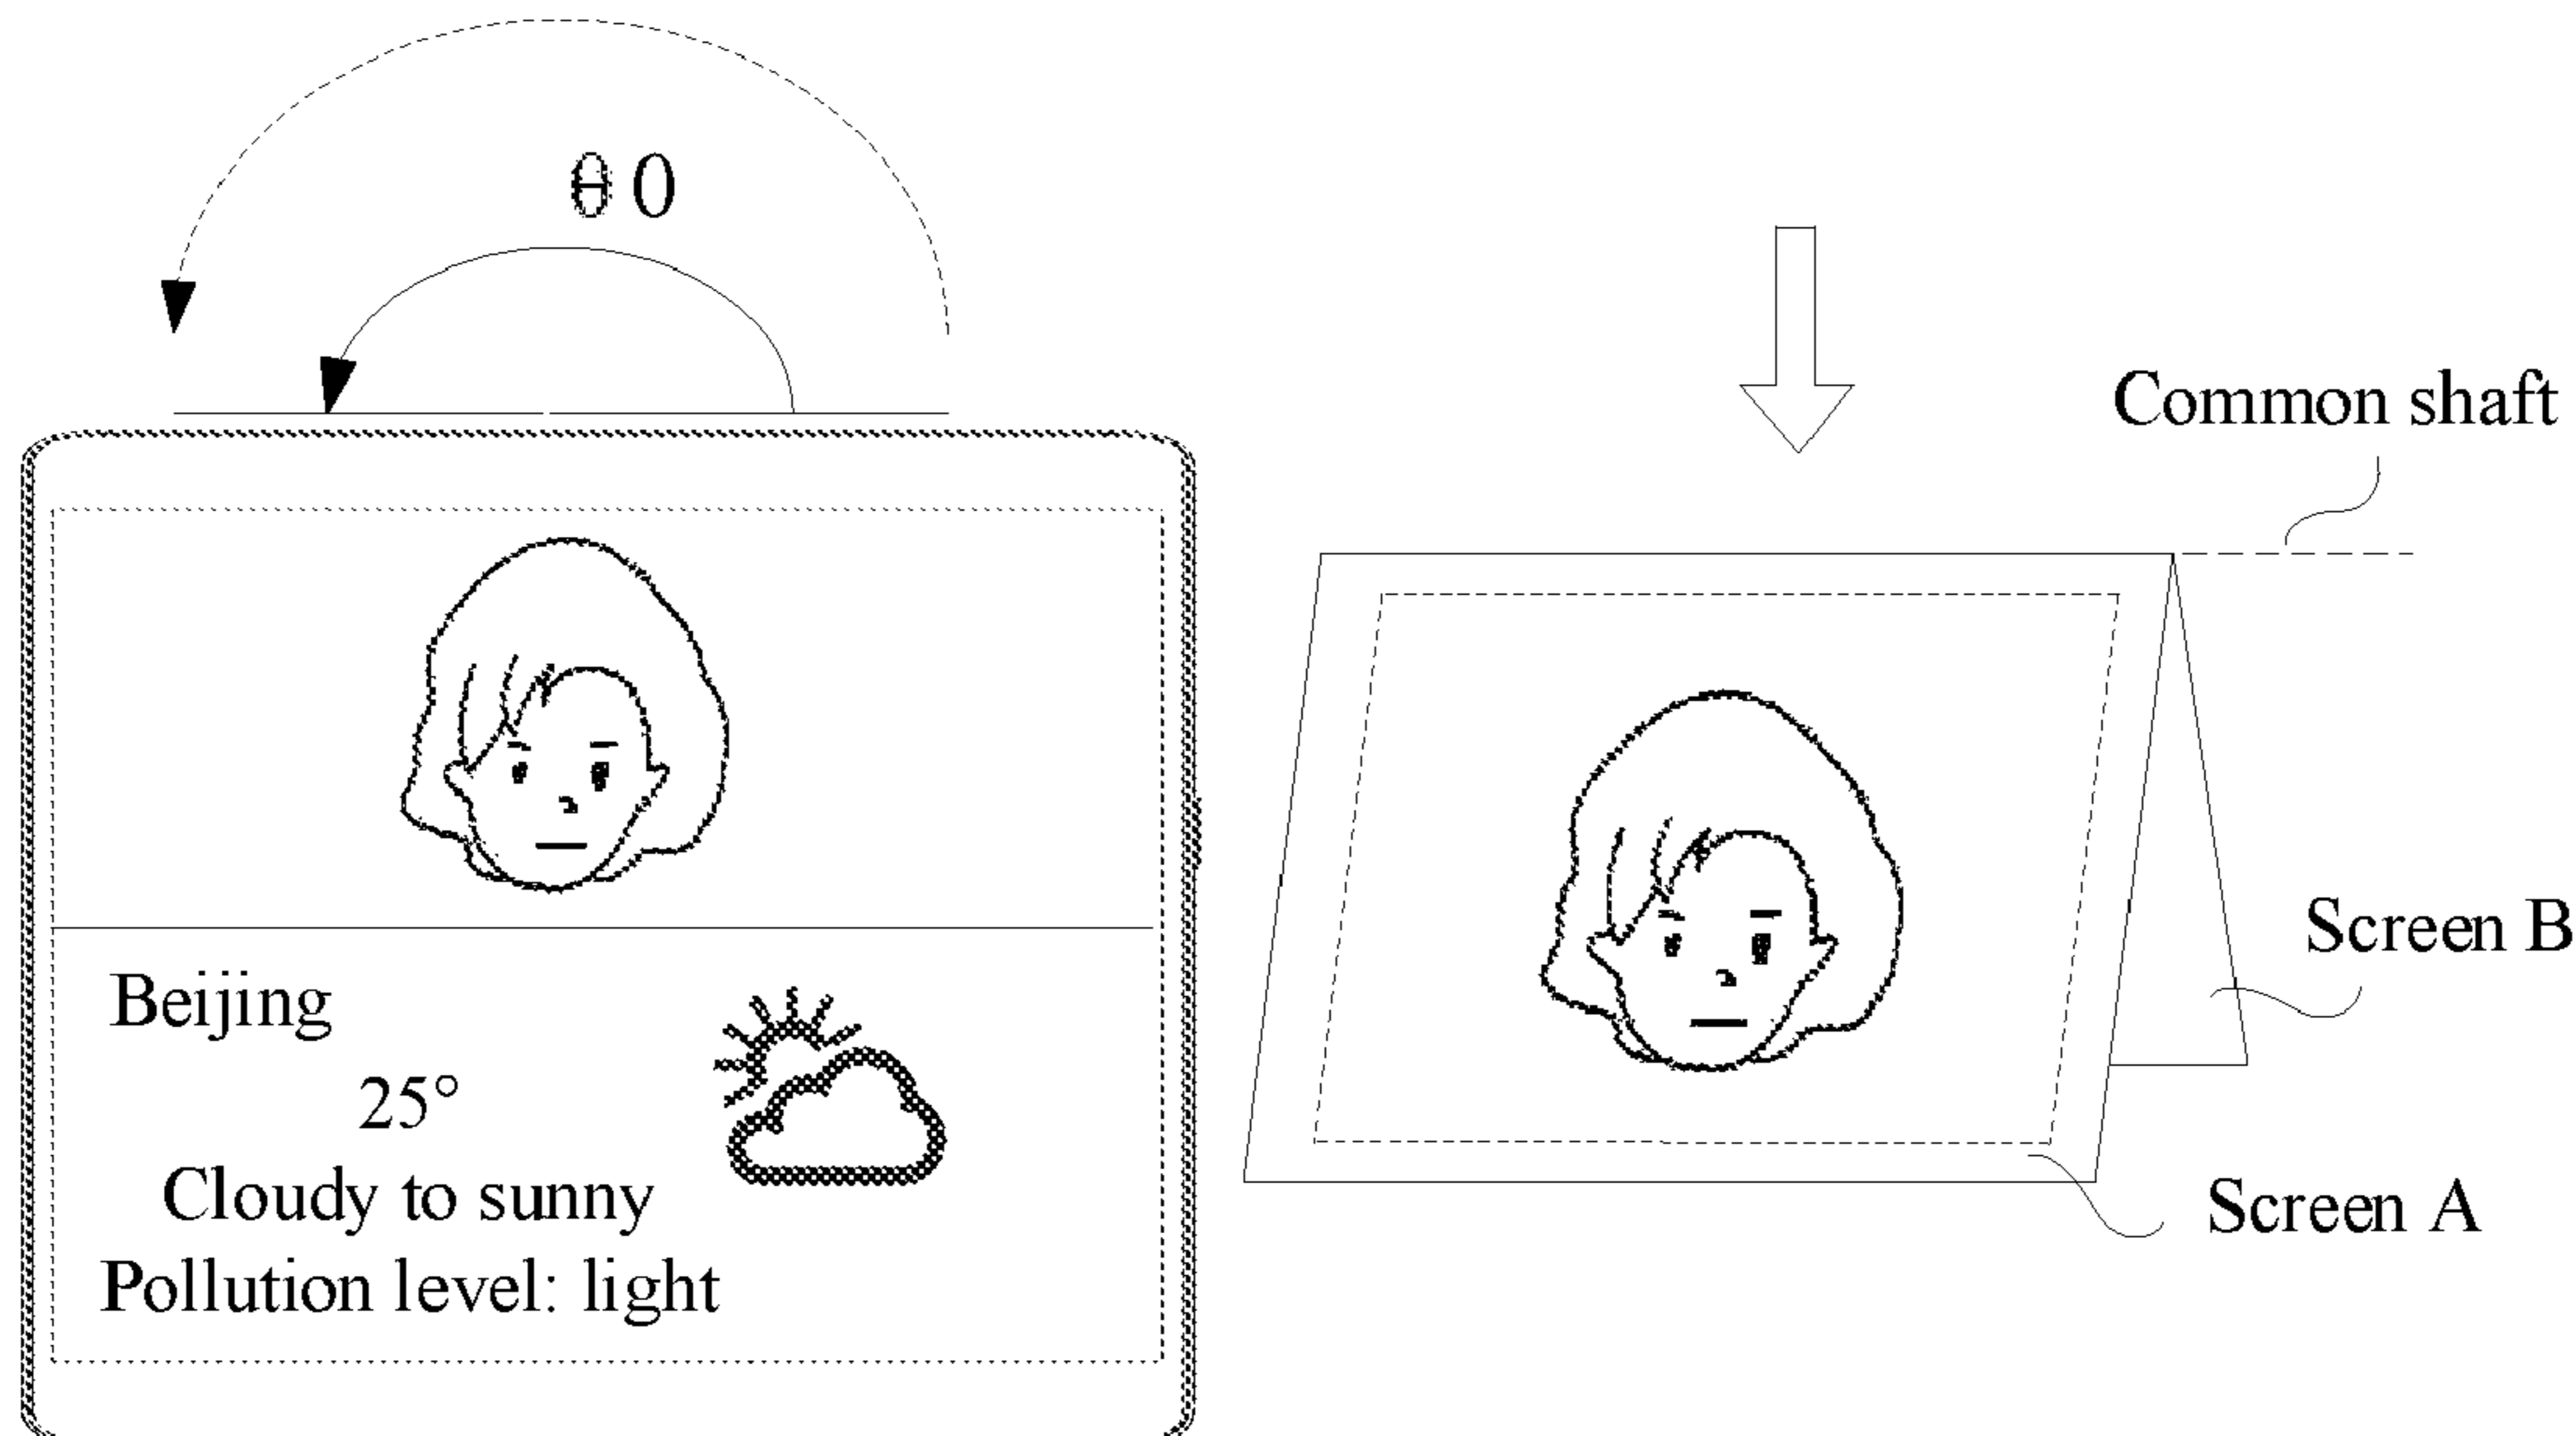 θ0
Beijing
25°
Cloudy to sunny
Pollution level: light
Common shaft
Screen B
Screen A